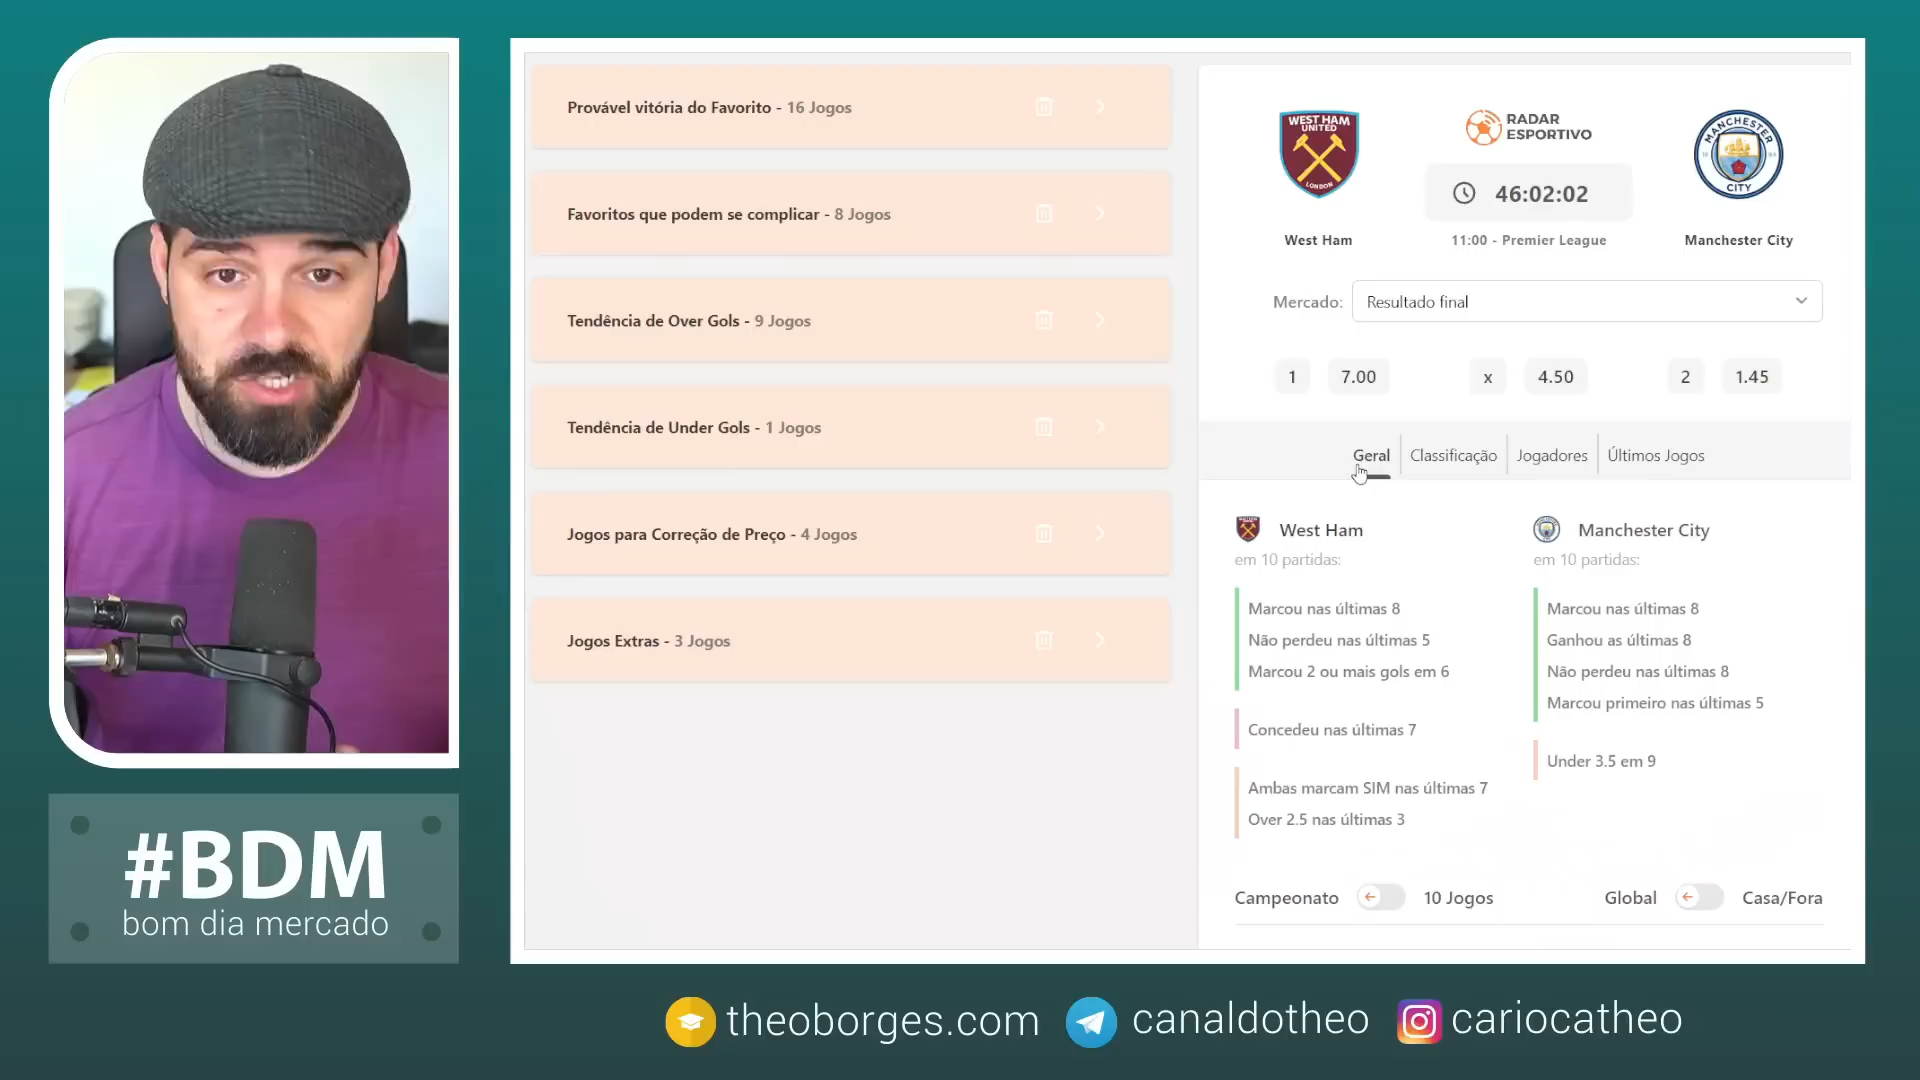 #BDM
bom dia mercado
Provável vitória do Favorito - 16 Jogos
Favoritos que podem se complicar - 8 Jogos
Tendência de Over Gols - 9 Jogos
Tendência de Under Gols - 1 Jogos
Jogos para Correção de Preço - 4 Jogos
Jogos Extras - 3 Jogos
WEST HAM
UNITED
LONDON
RADAR
ESPORTIVO
MANCHESTER
CITY
46:02:02
West Ham
11:00 - Premier League
Manchester City
Mercado: Resultado final
1 7.00 x 4.50 2 1.45
Geral Classificação Jogadores Últimos Jogos
West Ham
em 10 partidas:
Marcou nas últimas 8
Não perdeu nas últimas 5
Marcou 2 ou mais gols em 6
Concedeu nas últimas 7
Ambas marcam SIM nas últimas 7
Over 2.5 nas últimas 3
Manchester City
em 10 partidas:
Marcou nas últimas 8
Ganhou as últimas 8
Não perdeu nas últimas 8
Marcou primeiro nas últimas 5
Under 3.5 em 9
Campeonato 10 Jogos Global Casa/Fora
theoborges.com canaldotheo cariocatheo